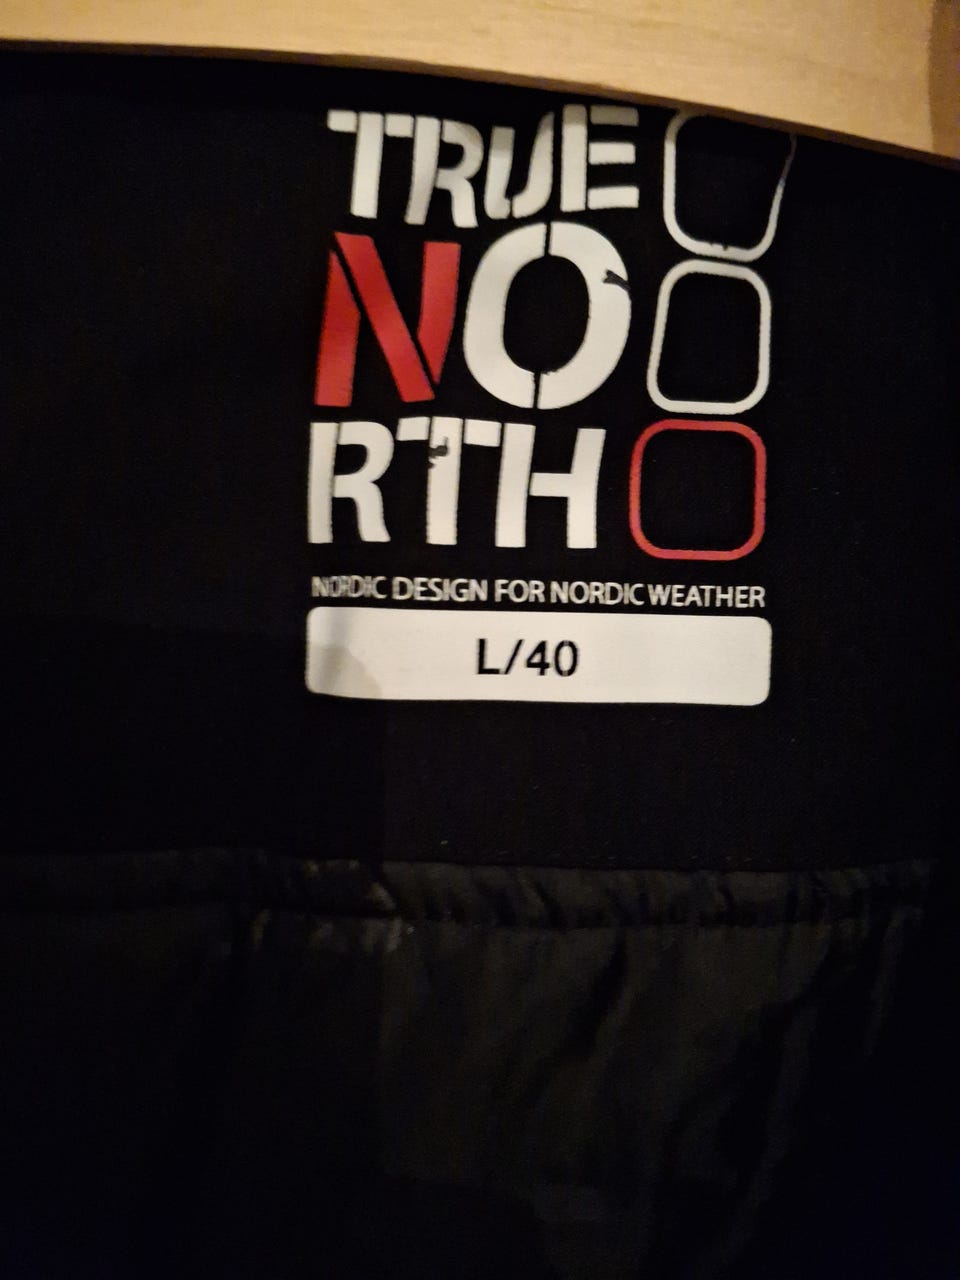 TRUE
NO
RTH
NORDIC DESIGN FOR NORDIC WEATHER
L/40